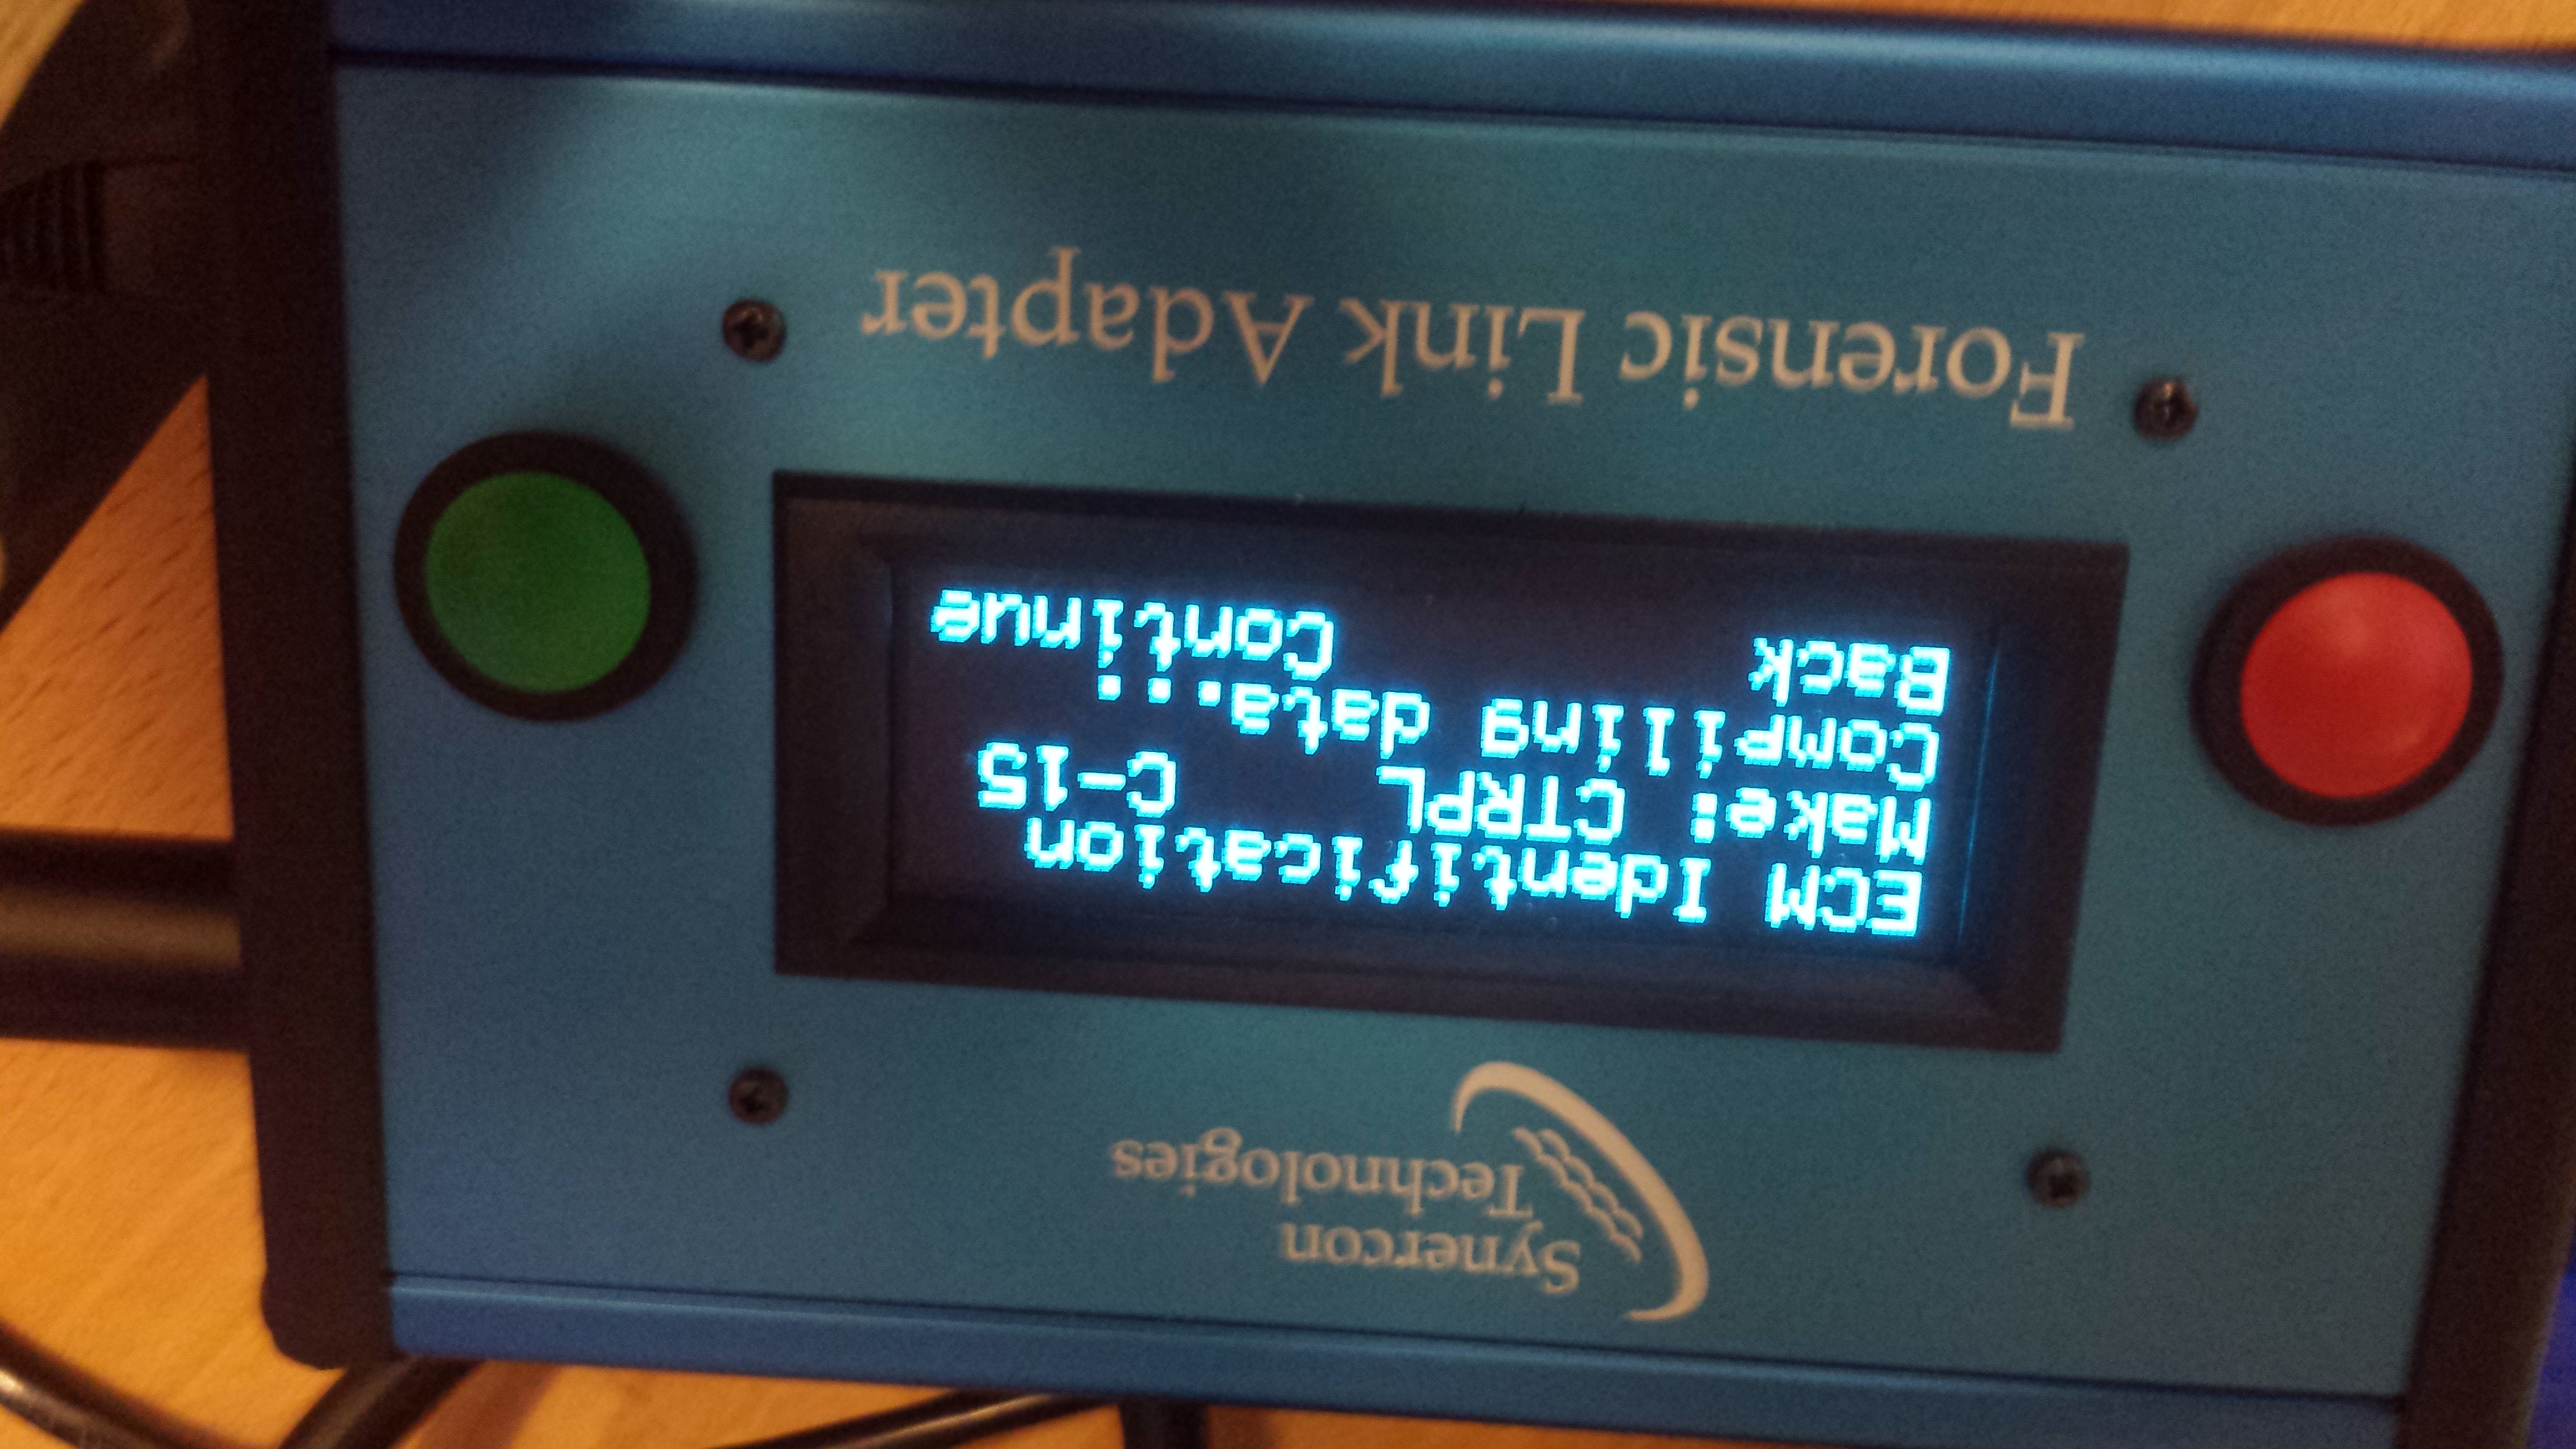 Synercon
Technologies
ECM Identification
Make: CTRPL C-15
Compiling data...
Back Continue
Forensic Link Adapter